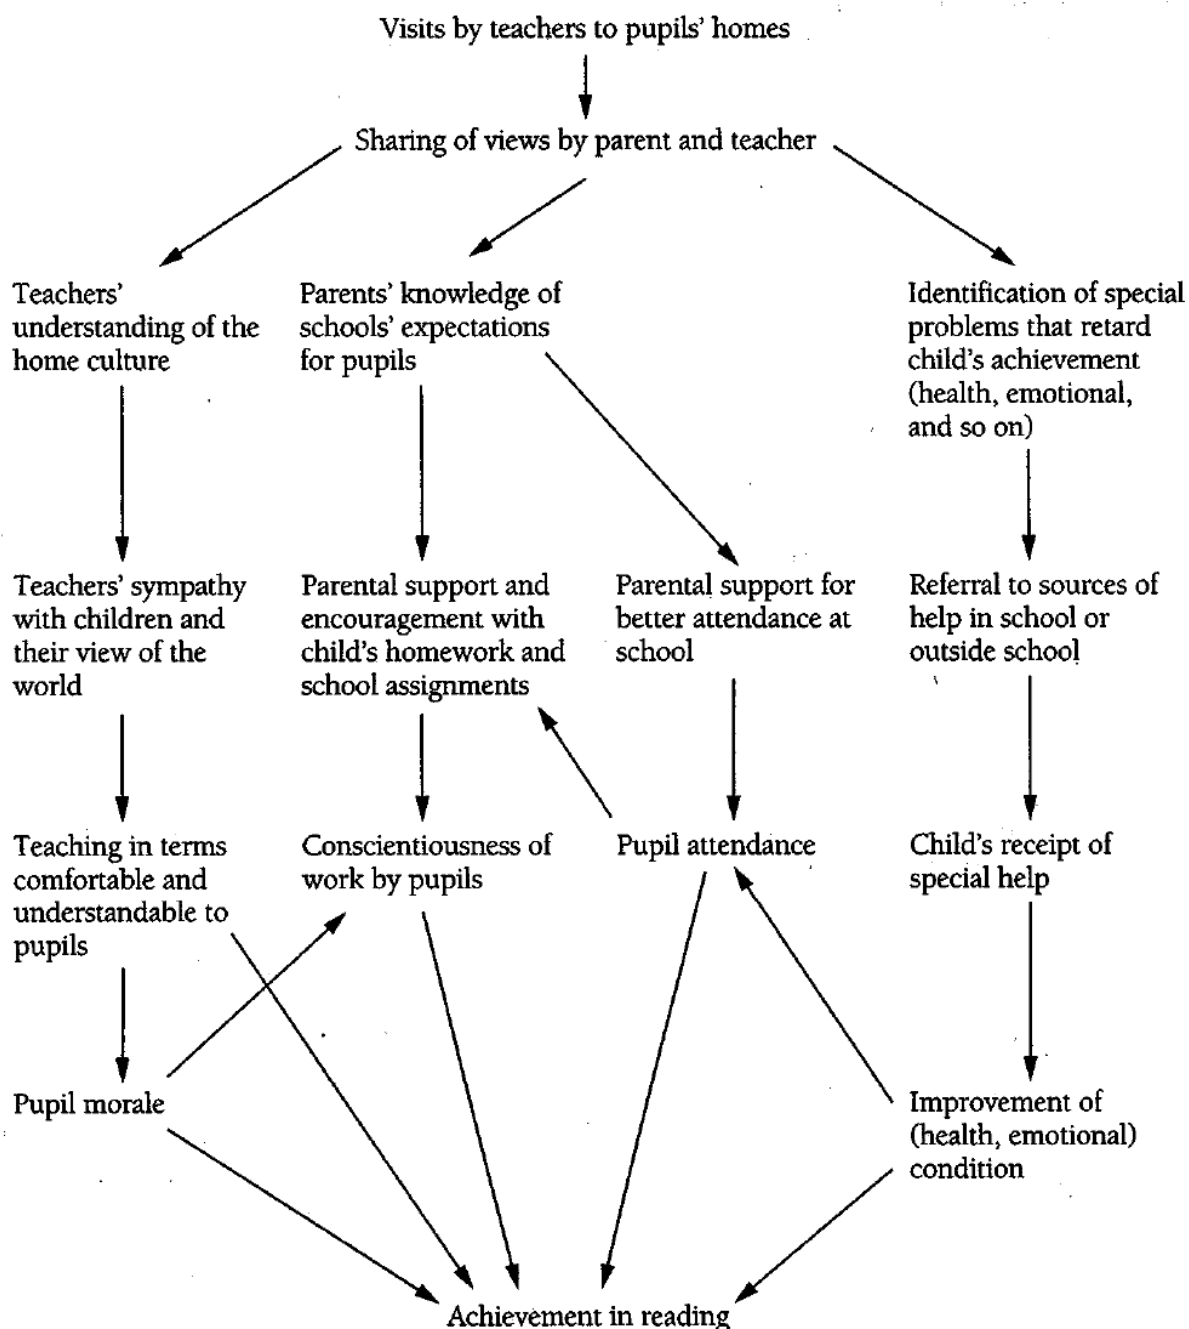 Visits by teachers to pupils' homes
Sharing of views by parent and teacher
Teachers'
understanding of the
home culture
Parents' knowledge of
schools' expectations
for pupils
Identification of special
problems that retard
child's achievement
(health, emotional,
and so on)
Teachers' sympathy
with children and
their view of the
world
Parental support and
encouragement with
child's homework and
school assignments
Parental support for
better attendance at
school
Referral to sources of
help in school or
outside school
Teaching in terms
comfortable and
understandable to
pupils
Conscientiousness of
work by pupils
Pupil attendance
Child's receipt of
special help
Pupil morale
Improvement of
(health, emotional)
condition
Achievement in reading